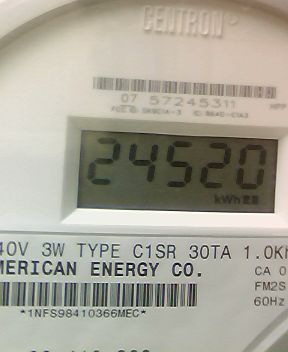 CENTRON
07 57245311
24520
kWh
40V 3W TYPE C1SR 30TA 1.0K
MERICAN ENERGY CO.
CA 0
FM2S
60Hz
*1NFS98410366MEC*